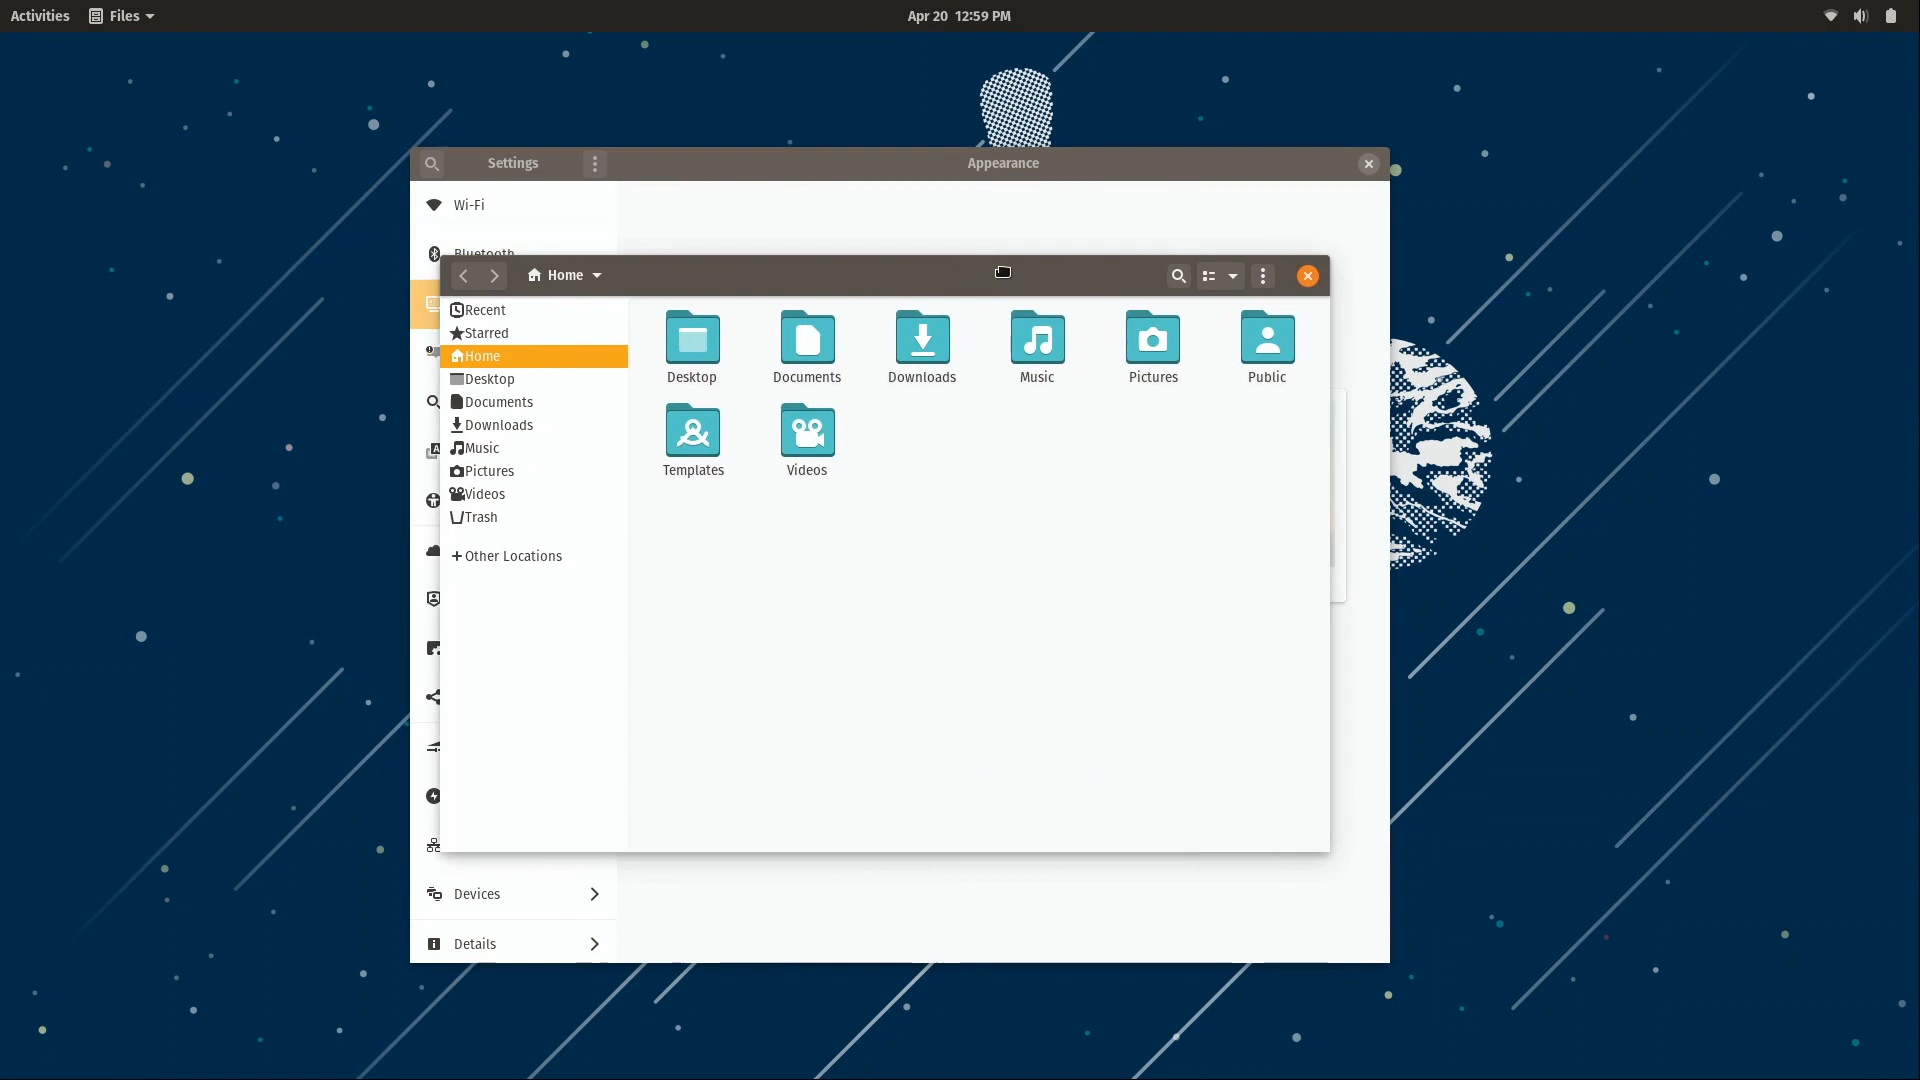 Activities
Files
Apr 20 12:59 PM
Settings
Appearance
Wi-Fi
Bluetooth
Home
Recent
Starred
Home
Desktop
Documents
Downloads
Music
Pictures
Videos
Trash
Other Locations
Desktop
Documents
Downloads
Music
Pictures
Public
Templates
Videos
Devices
Details